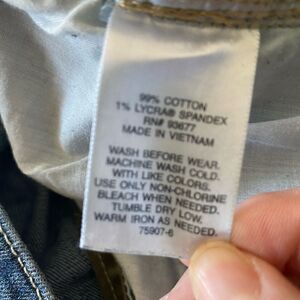 99% COTTON
1% LYCRA® SPANDEX
RN# 93677
MADE IN VIETNAM
WASH BEFORE WEAR.
MACHINE WASH COLD.
WITH LIKE COLORS.
USE ONLY NON-CHLORINE
BLEACH WHEN NEEDED.
TUMBLE DRY LOW.
WARM IRON AS NEEDED.
75907-6